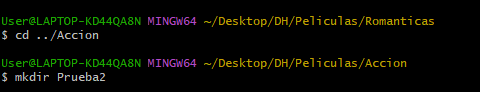 User@LAPTOP-KD44QA8N MINGW64 ~/Desktop/DH/Peliculas/Romanticas
$ cd ../Accion
User@LAPTOP-KD44QA8N MINGW64 ~/Desktop/DH/Peliculas/Accion
$ mkdir Prueba2